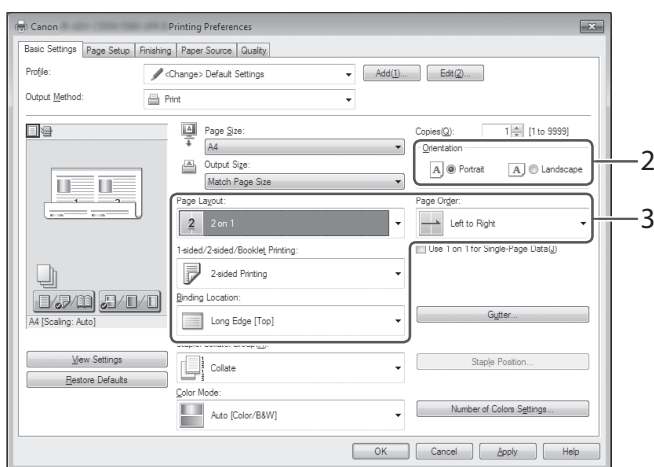 Canon Printing Preferences
Basic Settings Page Setup Finishing Paper Source Quality
Profile: <Change> Default Settings Add(1)... Edit(2)...
Output Method: Print
Page Size:
A4
Output Size:
Match Page Size
Copies(Q): 1 [1 to 9999]
Orientation
A Portrait A Landscape
2
Page Layout:
2 2 on 1
Page Order:
Left to Right
3
1-sided/2-sided/Booklet Printing:
2-sided Printing
Use 1 on 1 for Single-Page Data(J)
Binding Location:
Long Edge [Top]
Gutter...
A4 [Scaling: Auto]
View Settings
Restore Defaults
Collate
Staple Position...
Color Mode:
Auto [Color/B&W]
Number of Colors Settings...
OK Cancel Apply Help